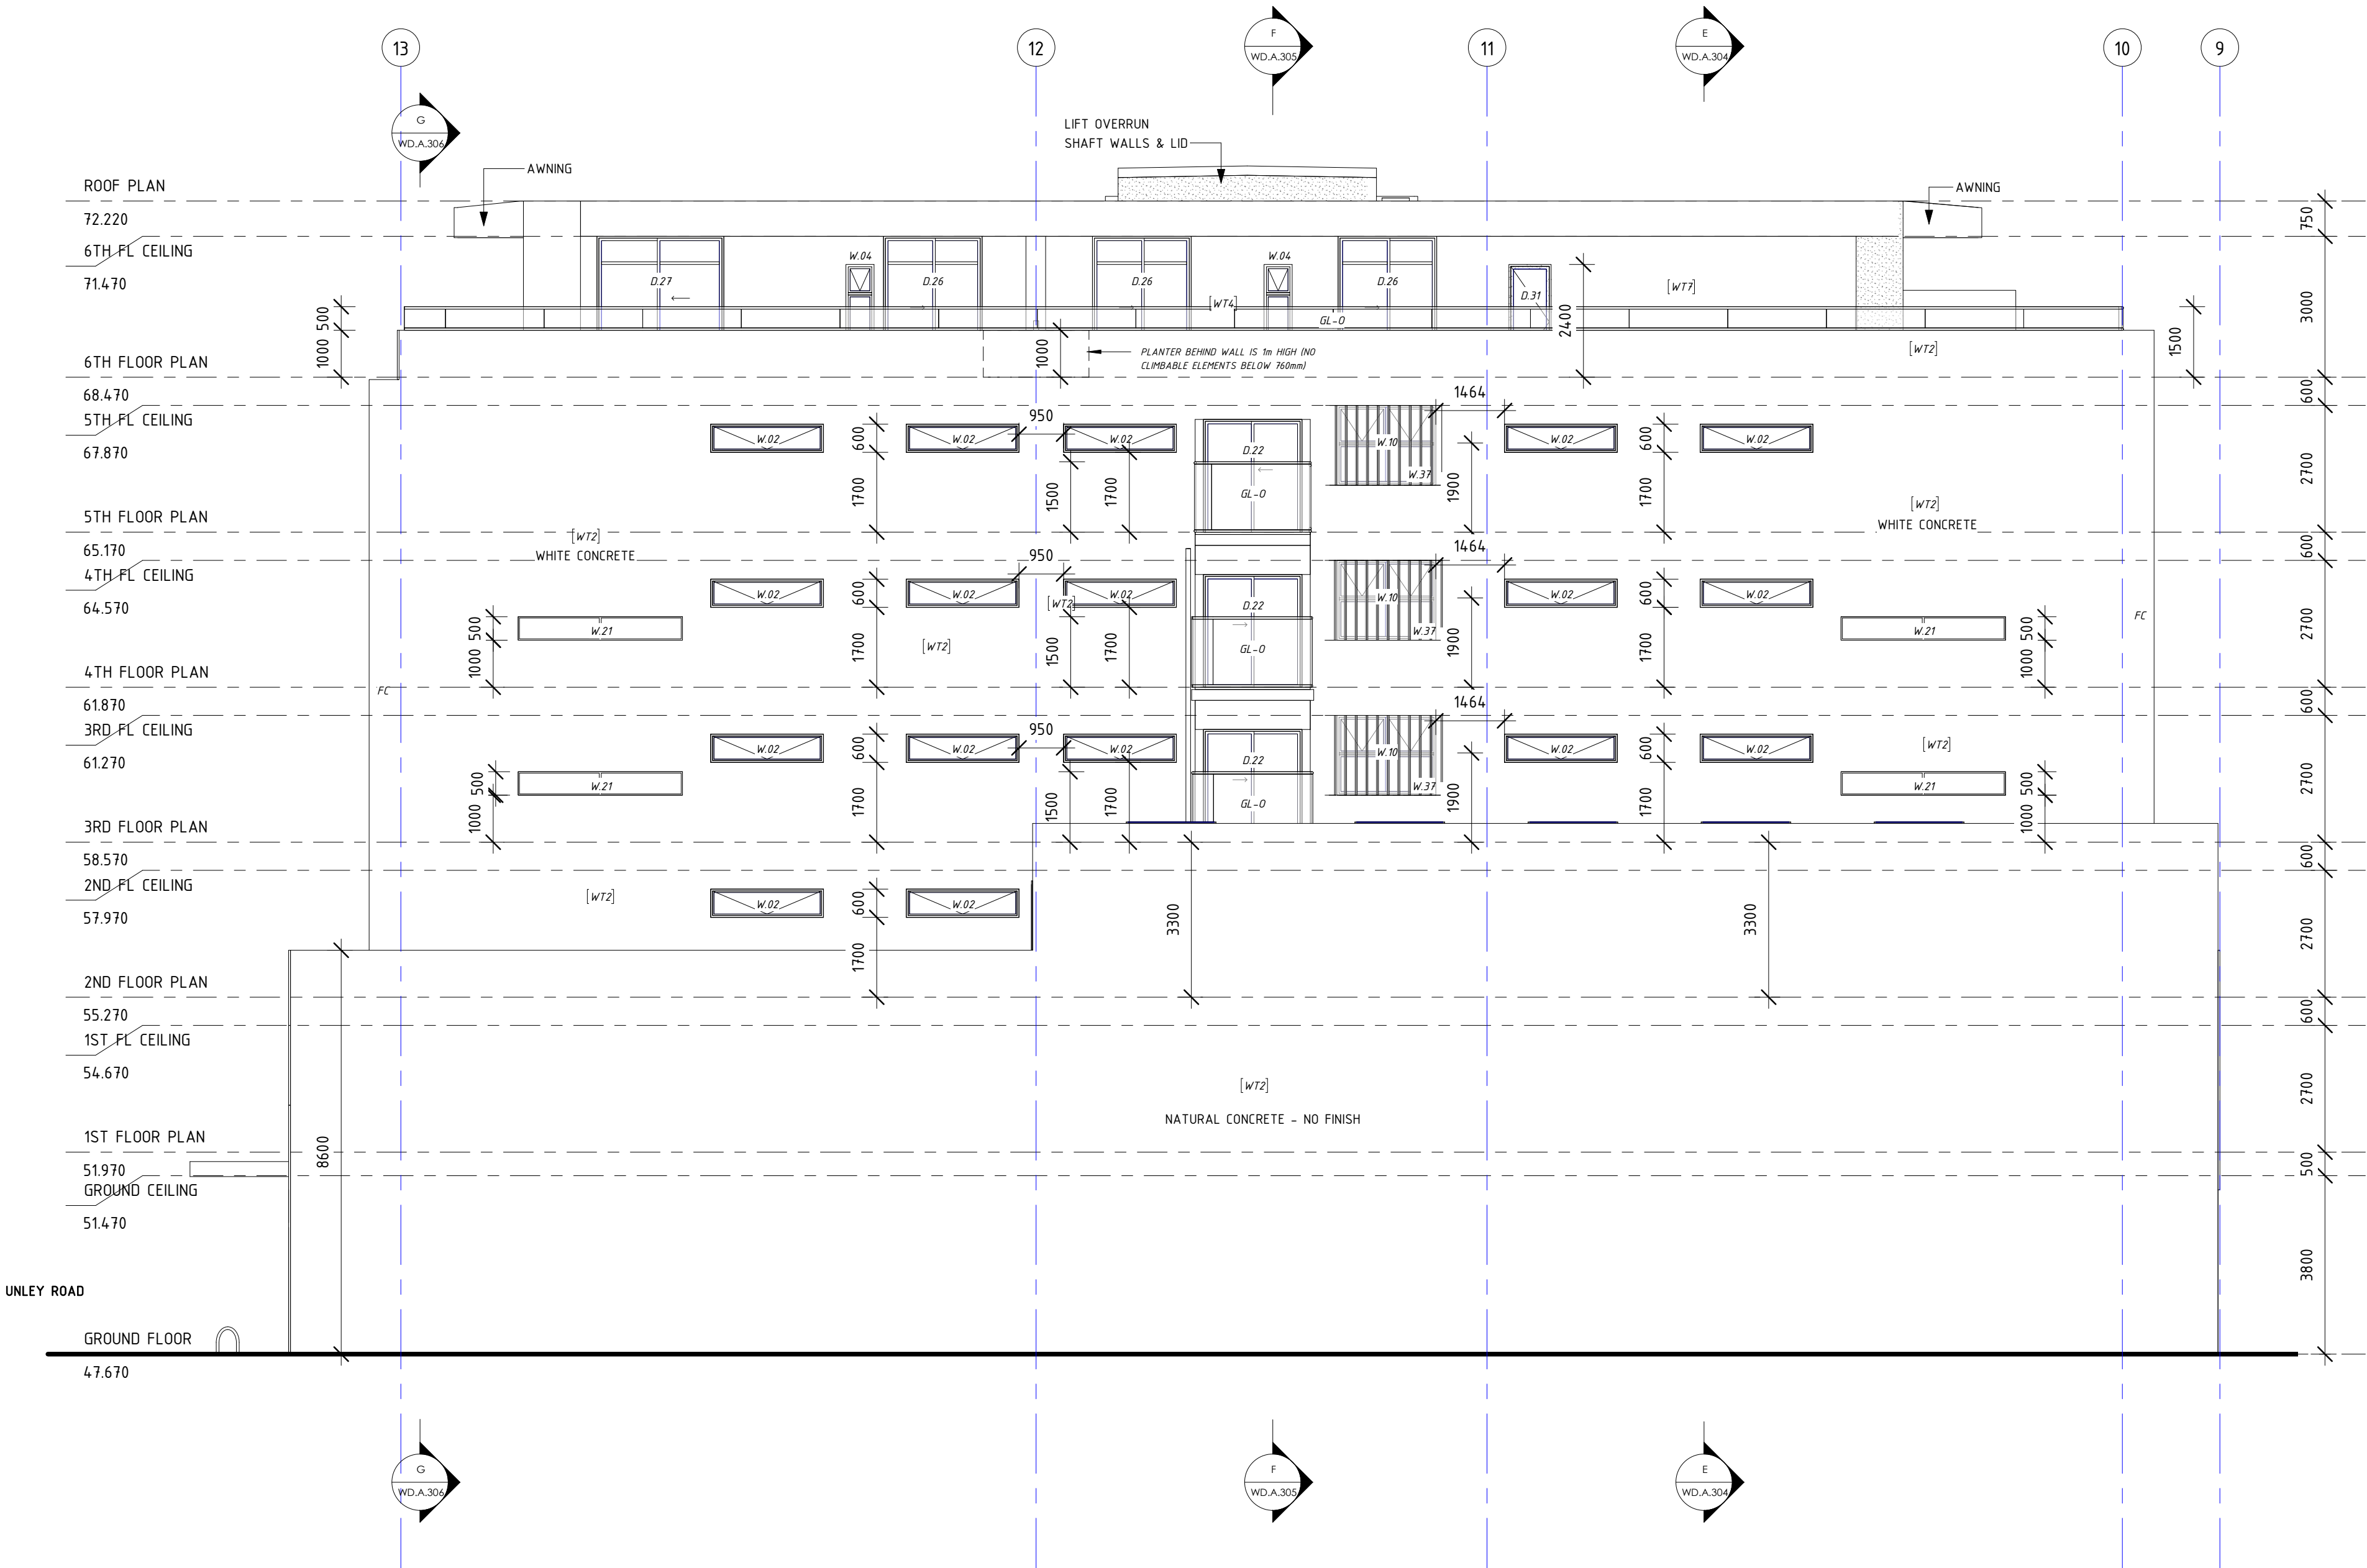 13
12
F
WD.A.305
11
E
WD.A.304
10
9
G
WD.A.306
LIFT OVERRUN
SHAFT WALLS & LID
AWNING
AWNING
ROOF PLAN
72.220
750
6TH FL CEILING
71.470
W.04
W.04
D.27
D.26
D.26
D.26
D.31
[WT7]
[WT4]
GL-0
500
2400
3000
1000
1000
PLANTER BEHIND WALL IS 1m HIGH (NO
CLIMBABLE ELEMENTS BELOW 760mm)
[WT2]
1500
6TH FLOOR PLAN
68.470
600
5TH FL CEILING
67.870
950
1464
W.02
600
W.02
W.02
D.22
W.10
W.37
W.02
600
W.02
2700
1700
1500
1700
GL-0
1900
1700
[WT2]
WHITE CONCRETE
5TH FLOOR PLAN
65.170
[WT2]
WHITE CONCRETE
600
4TH FL CEILING
64.570
950
1464
W.02
600
W.02
W.02
[WT2]
D.22
W.10
W.37
W.02
600
W.02
FC
500
W.21
W.21
500
2700
1000
1700
[WT2]
1500
1700
GL-0
1900
1700
1000
4TH FLOOR PLAN
61.870
FC
600
3RD FL CEILING
61.270
950
1464
W.02
600
W.02
W.02
D.22
W.10
W.37
W.02
600
W.02
[WT2]
500
W.21
W.21
500
2700
1000
1700
1500
1700
GL-0
1900
1700
1000
3RD FLOOR PLAN
58.570
600
2ND FL CEILING
57.970
[WT2]
W.02
600
W.02
3300
3300
2700
1700
2ND FLOOR PLAN
55.270
600
1ST FL CEILING
54.670
[WT2]
NATURAL CONCRETE - NO FINISH
2700
1ST FLOOR PLAN
51.970
8600
500
GROUND CEILING
51.470
UNLEY ROAD
3800
GROUND FLOOR
47.670
G
WD.A.306
F
WD.A.305
E
WD.A.304